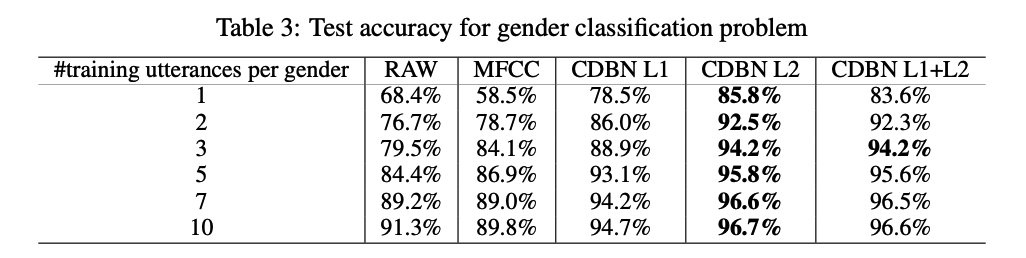 Table 3: Test accuracy for gender classification problem
#training utterances per gender RAW MFCC CDBN L1 CDBN L2 CDBN L1+L2
1 68.4% 58.5% 78.5% 85.8% 83.6%
2 76.7% 78.7% 86.0% 92.5% 92.3%
3 79.5% 84.1% 88.9% 94.2% 94.2%
5 84.4% 86.9% 93.1% 95.8% 95.6%
7 89.2% 89.0% 94.2% 96.6% 96.5%
10 91.3% 89.8% 94.7% 96.7% 96.6%